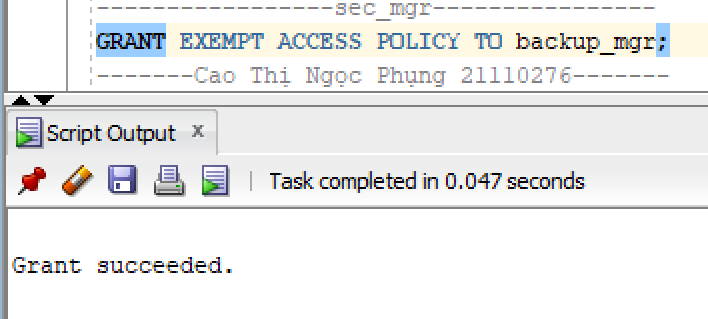 -----------------sec_mgr----------------
GRANT EXEMPT ACCESS POLICY TO backup_mgr;
-------Cao Thị Ngọc Phụng 21110276-------
Script Output x
Task completed in 0.047 seconds
Grant succeeded.